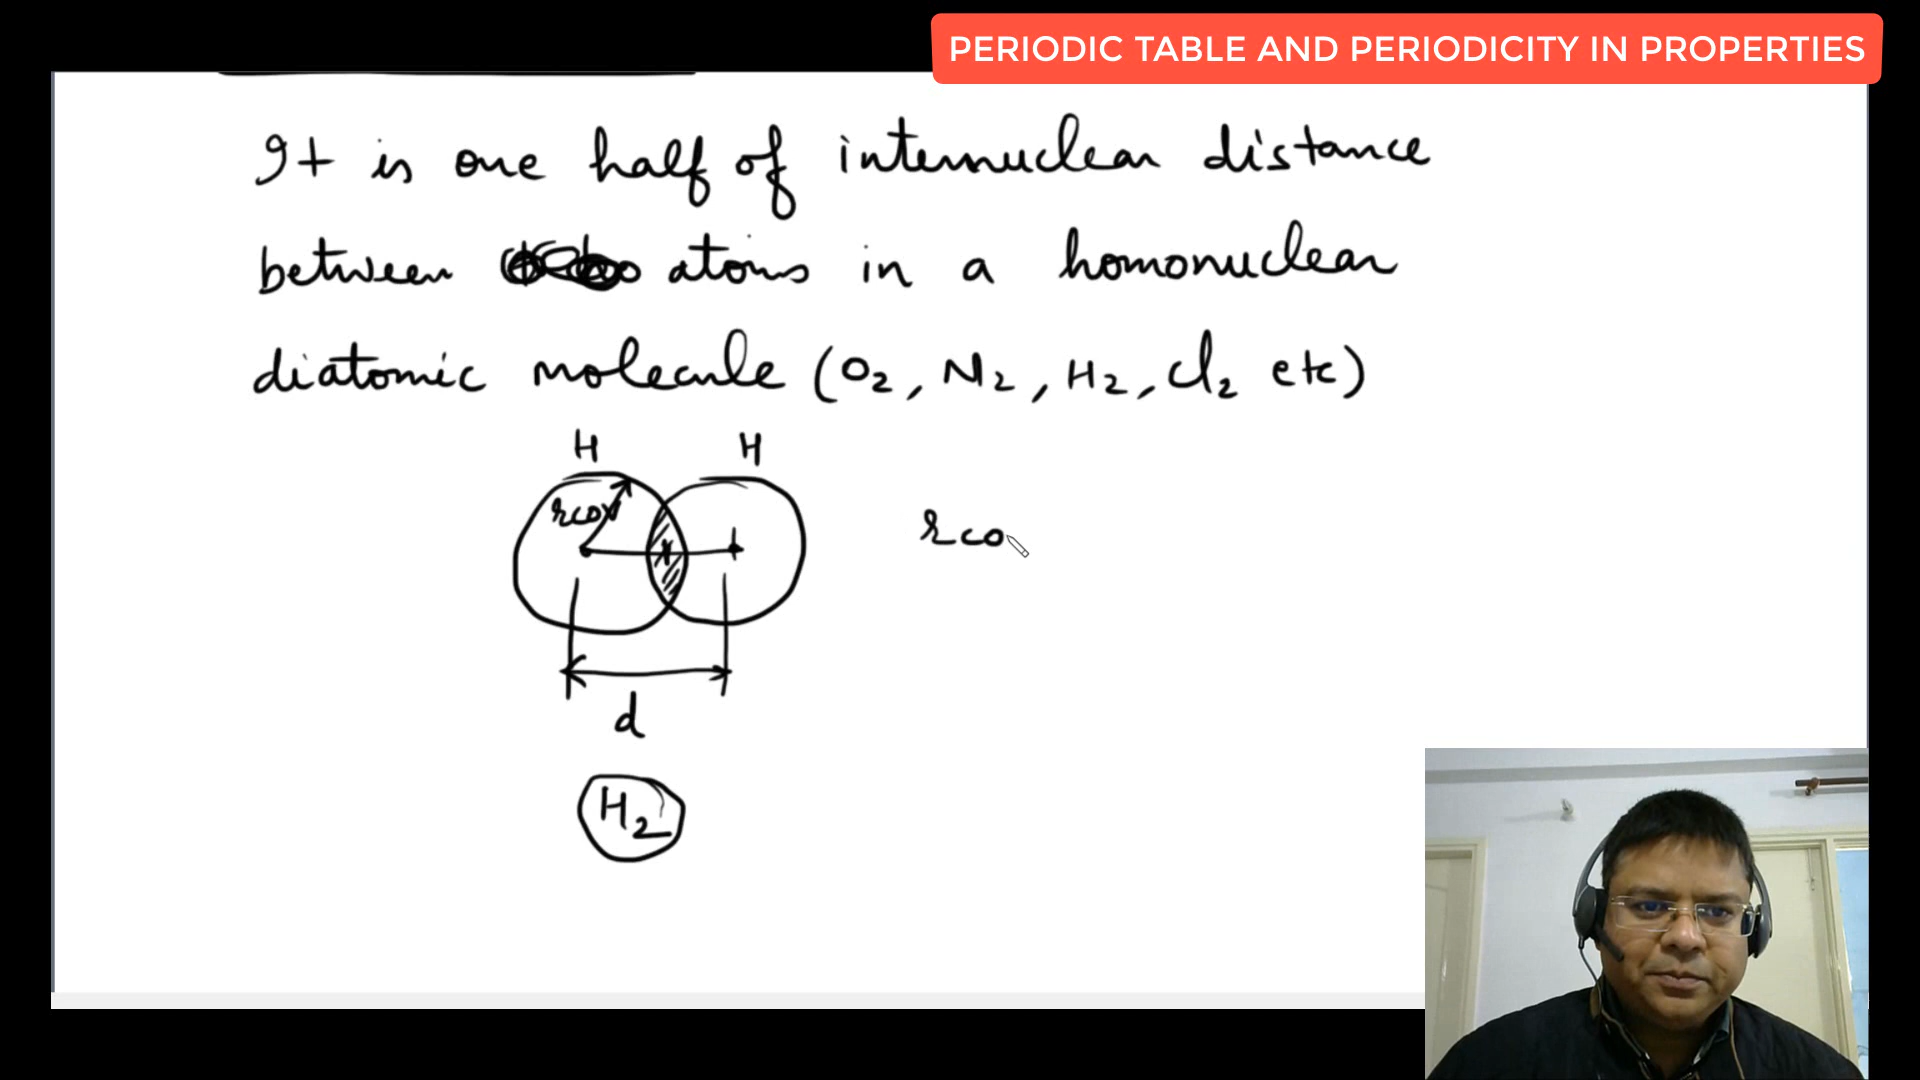 PERIODIC TABLE AND PERIODICITY IN PROPERTIES
It is one half of internuclear distance
between atoms in a homonuclear
diatomic molecule (O2, N2, H2, Cl2 etc)
H H
rcov
rco
d
H2